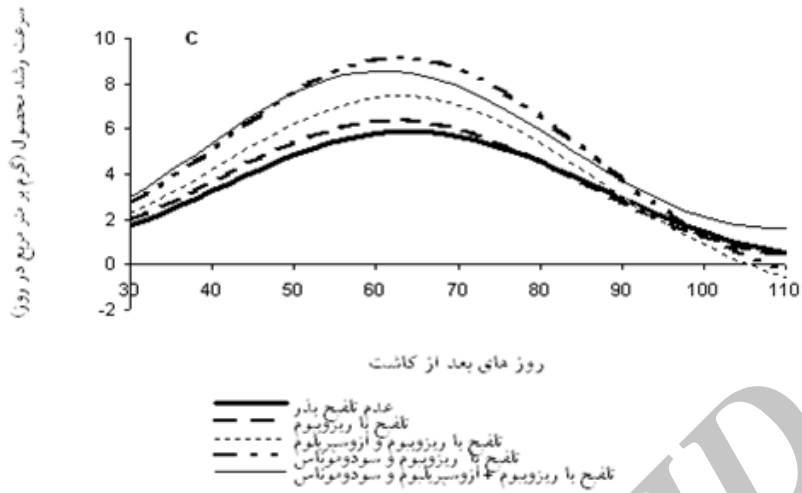 C
سرعت رشد محصول (گرم بر متر مربع در روز)
10
8
6
4
2
0
-2
30 40 50 60 70 80 90 100 110
روز های بعد از کاشت
عدم تلقیح بذر
تلقیح با ریزوبیوم
تلقیح با ریزوبیوم و آزوسپریلوم
تلقیح با ریزوبیوم و سودوموناس
تلقیح با ریزوبیوم + آزوسپریلیوم و سودوموناس